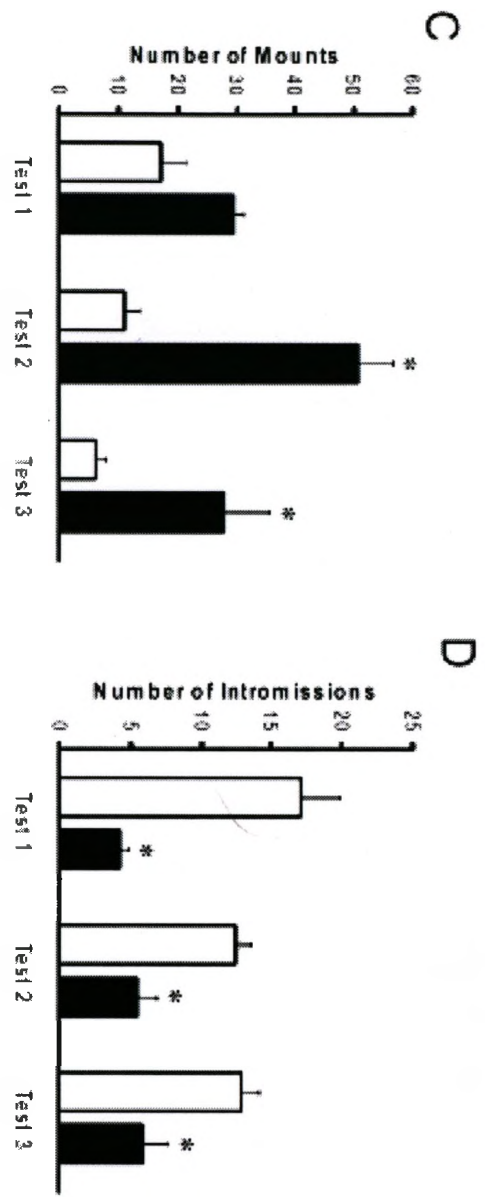 C
Number of Mounts
0 10 20 30 40 50 60
Test 1
Test 2
*
Test 3
*
D
Number of Intromissions
0 5 10 15 20 25
Test 1
*
Test 2
*
Test 3
*